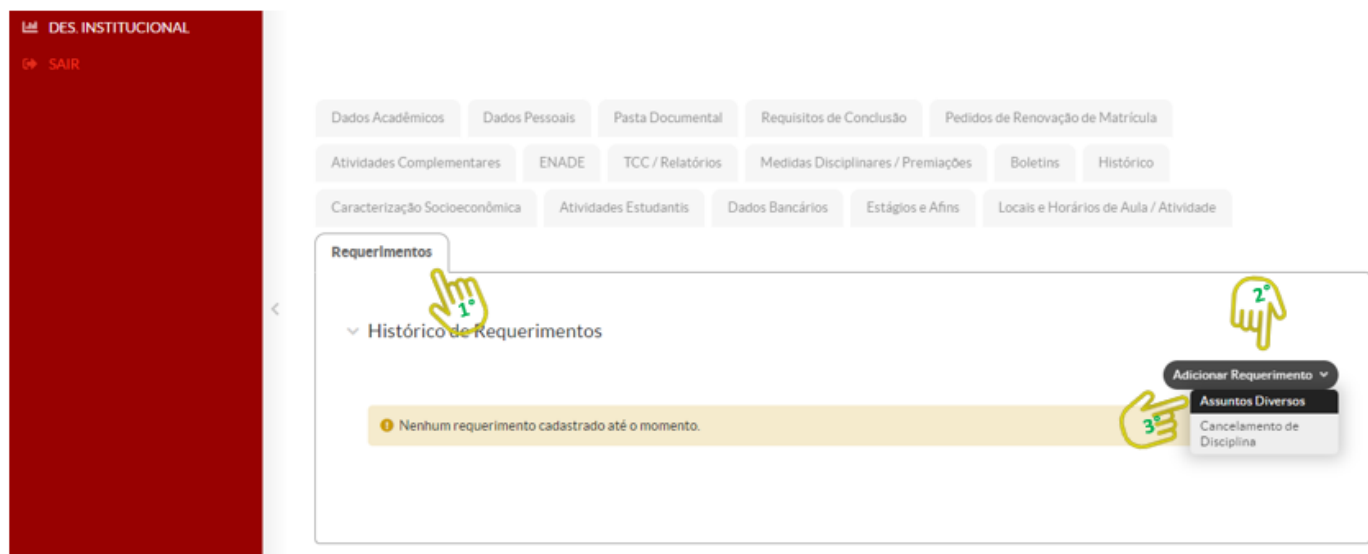 DES. INSTITUCIONAL
SAIR
Dados Acadêmicos Dados Pessoais Pasta Documental Requisitos de Conclusão Pedidos de Renovação de Matrícula
Atividades Complementares ENADE TCC / Relatórios Medidas Disciplinares / Premiações Boletins Histórico
Caracterização Socioeconômica Atividades Estudantis Dados Bancários Estágios e Afins Locais e Horários de Aula / Atividade
Requerimentos
1°
2°
Histórico de Requerimentos
Adicionar Requerimento
Assuntos Diversos
3°
Nenhum requerimento cadastrado até o momento.
Cancelamento de
Disciplina